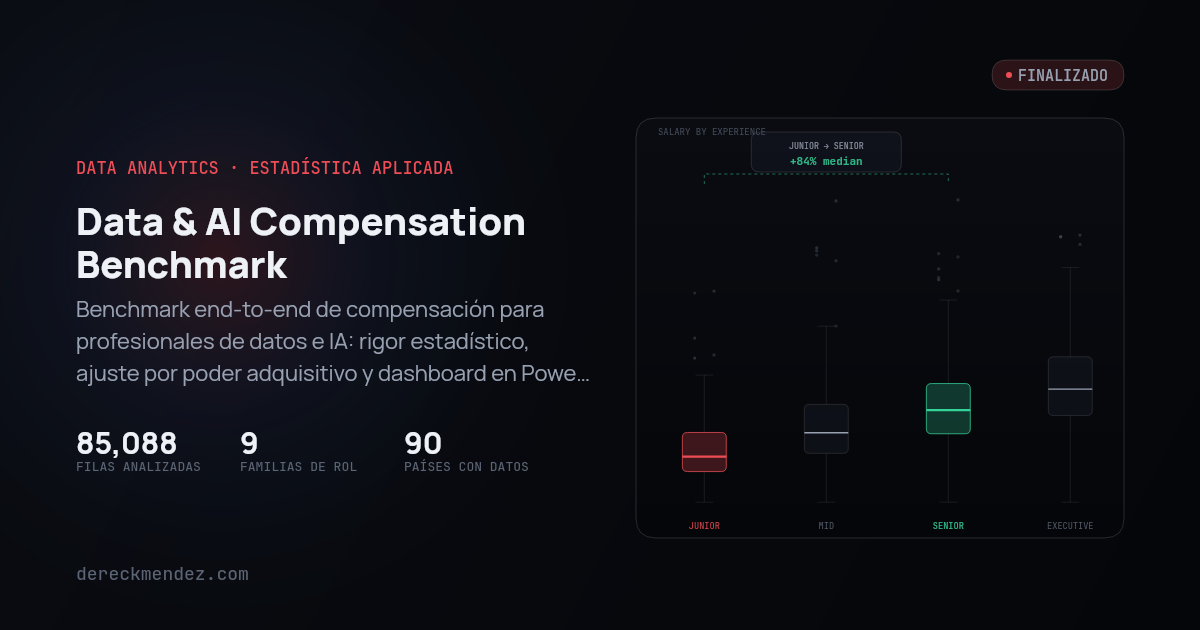 FINALIZADO
DATA ANALYTICS · ESTADÍSTICA APLICADA
Data & AI Compensation
Benchmark
Benchmark end-to-end de compensación para
profesionales de datos e IA: rigor estadístico,
ajuste por poder adquisitivo y dashboard en Powe…
85,088
FILAS ANALIZADAS
9
FAMILIAS DE ROL
90
PAÍSES CON DATOS
dereckmendez.com
SALARY BY EXPERIENCE
JUNIOR → SENIOR
+84% median
JUNIOR
MID
SENIOR
EXECUTIVE